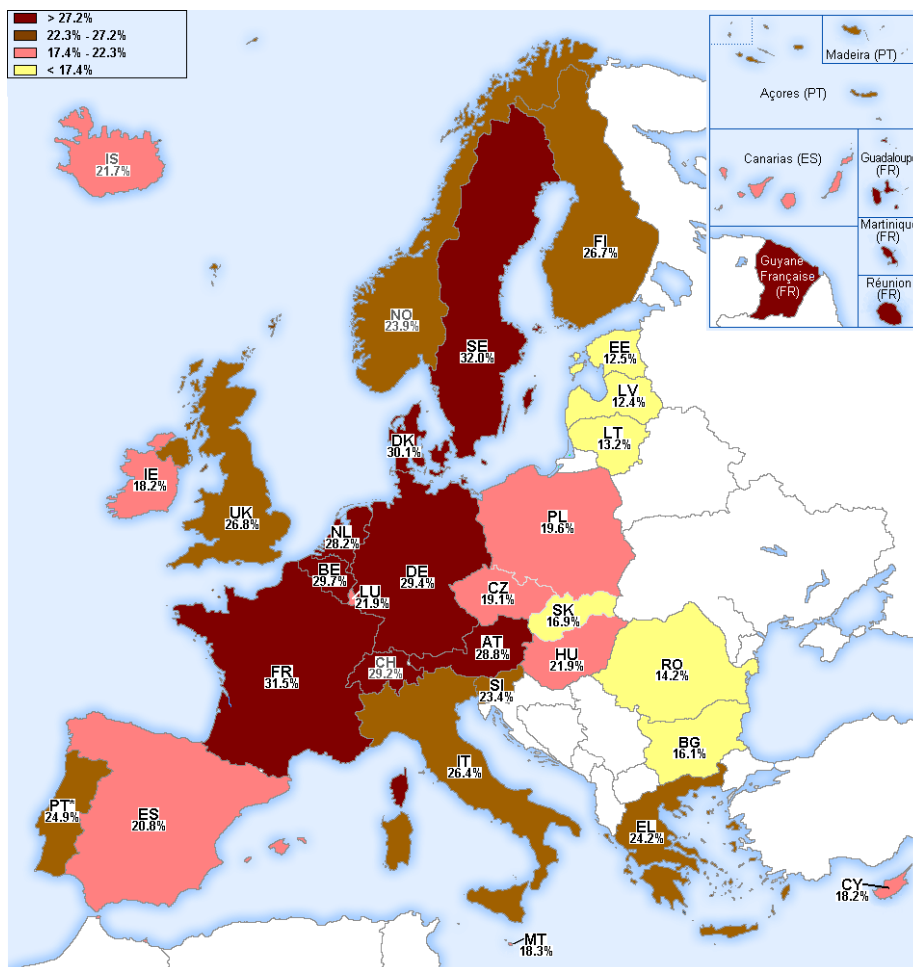 > 27.2%
22.3% - 27.2%
17.4% - 22.3%
< 17.4%
Madeira (PT)
Açores (PT)
Canarias (ES)
Guadaloupe
(FR)
Martinique
(FR)
Guyane
Française
(FR)
Réunion
(FR)
IS
21.7%
FI
26.7%
NO
23.9%
SE
32.0%
EE
12.5%
LV
12.4%
LT
13.2%
DK
30.1%
IE
18.2%
UK
26.8%
NL
28.2%
PL
19.6%
BE
29.7%
DE
29.4%
LU
21.9%
CZ
19.1%
SK
16.9%
AT
28.8%
HU
21.9%
CH
29.2%
FR
31.5%
RO
14.2%
SI
23.4%
BG
16.1%
IT
26.4%
PT*
24.9%
ES
20.8%
EL
24.2%
CY
18.2%
MT
18.3%